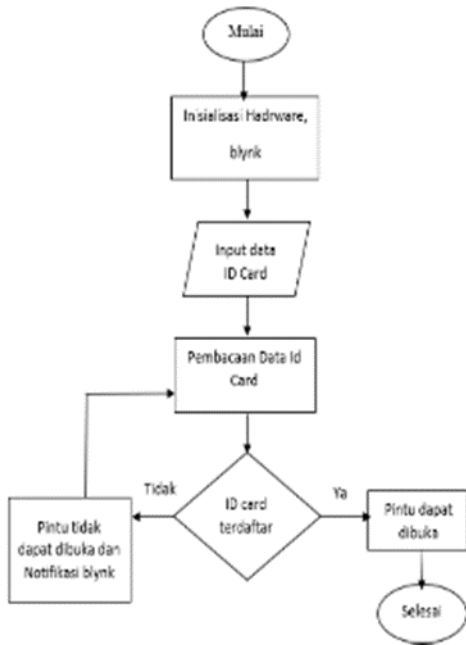 Mulai
Inisialisasi Hadrware,
blynk
Input data
ID Card
Pembacaan Data Id
Card
Tidak
ID card
terdaftar
Ya
Pintu tidak
dapat dibuka dan
Notifikasi blynk
Pintu dapat
dibuka
Selesai